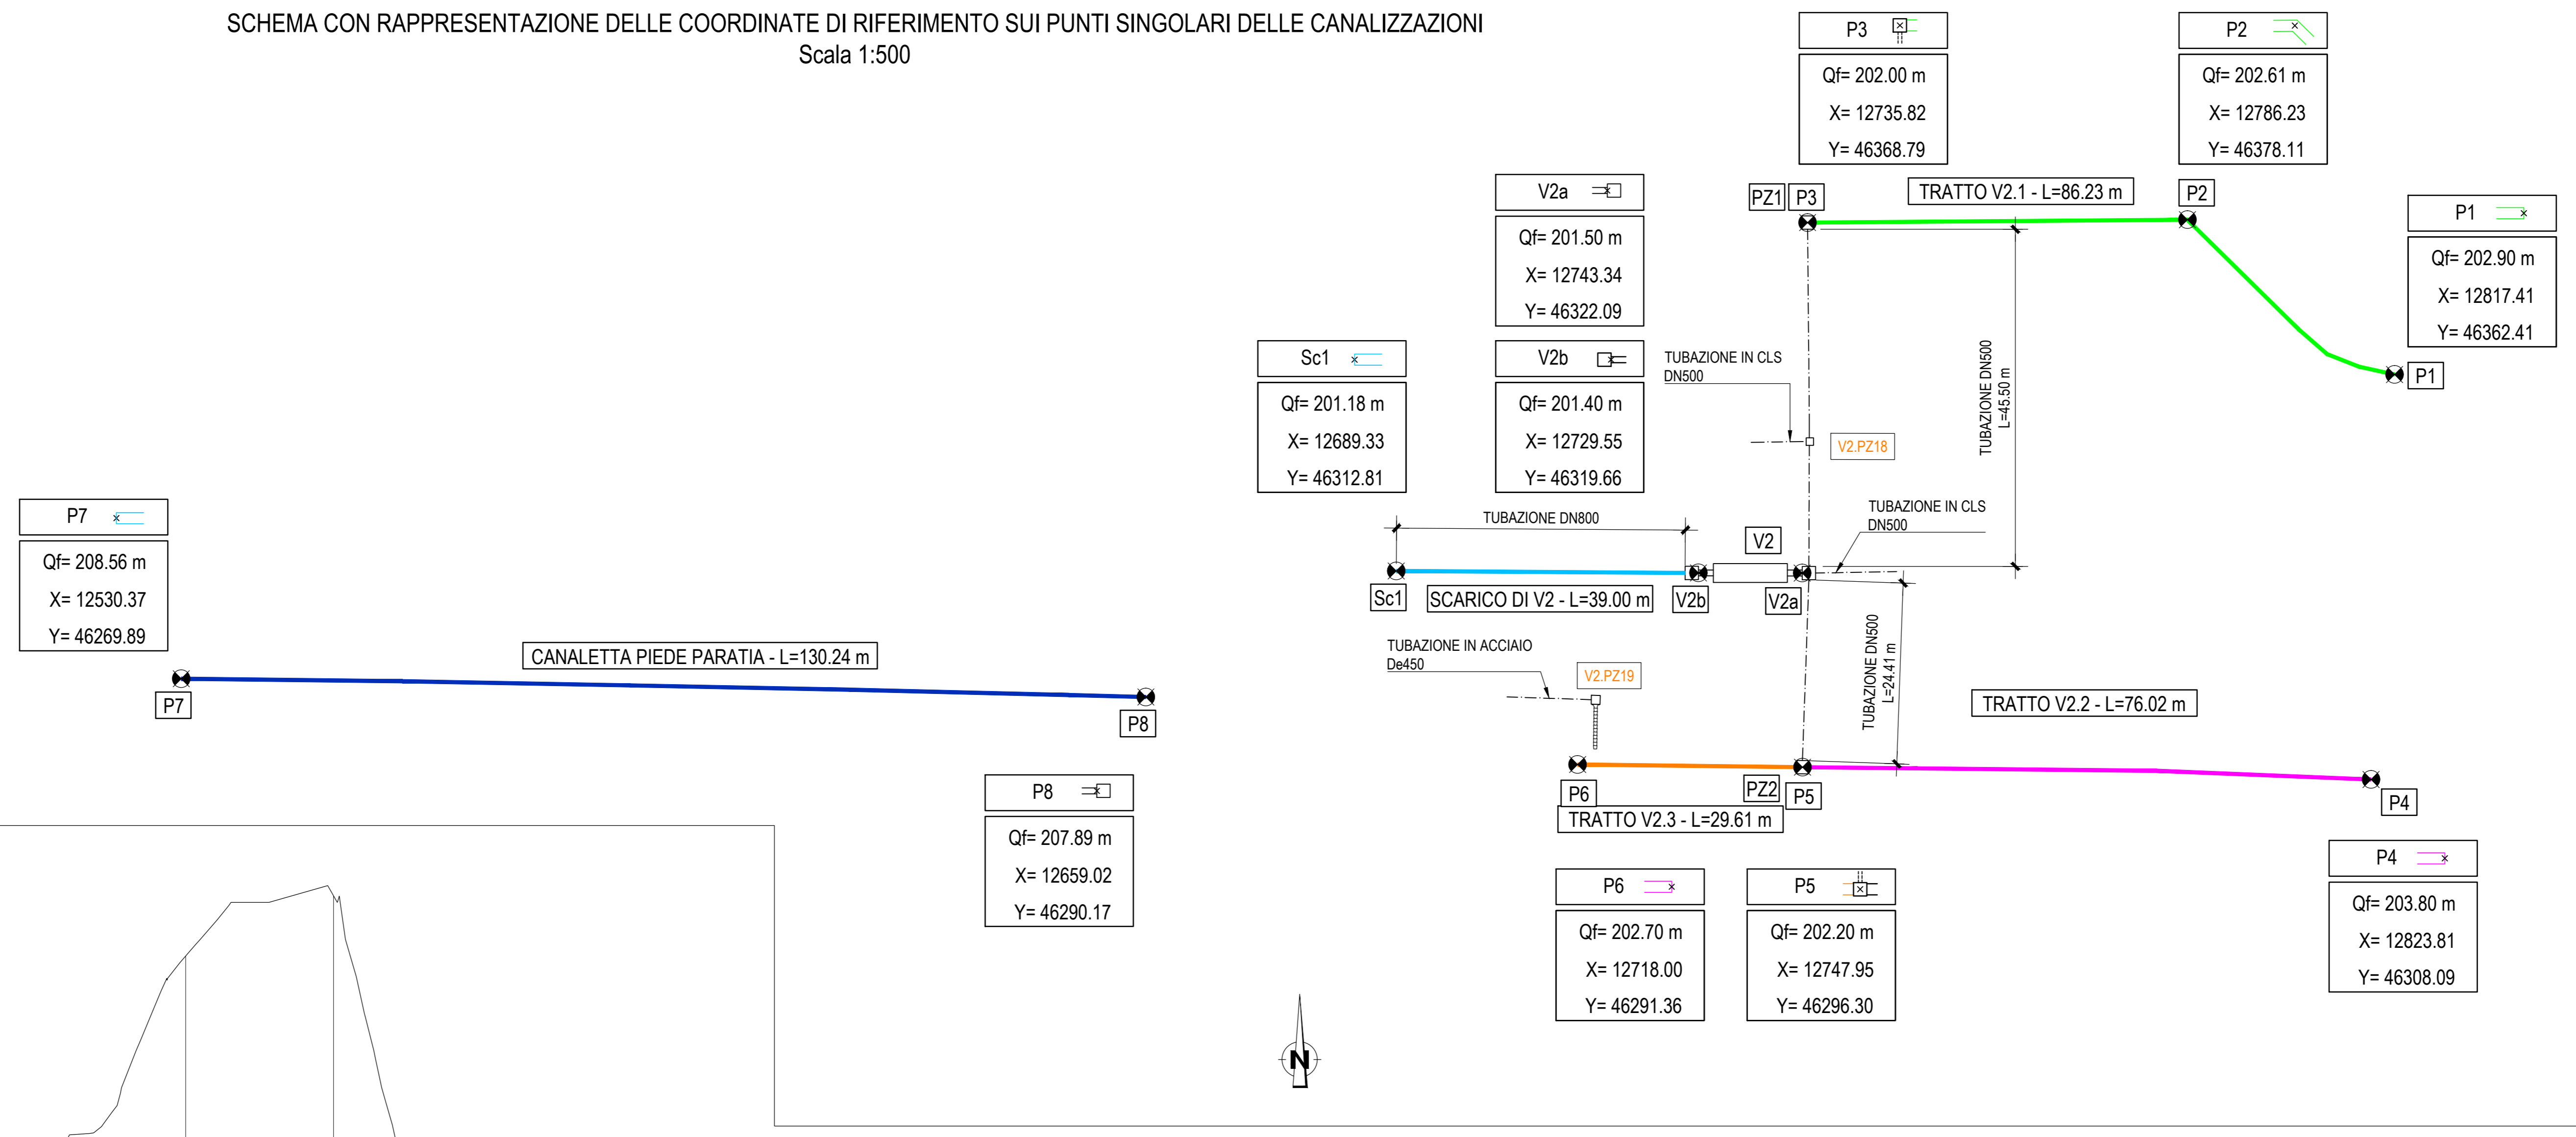 SCHEMA CON RAPPRESENTAZIONE DELLE COORDINATE DI RIFERIMENTO SUI PUNTI SINGOLARI DELLE CANALIZZAZIONI
Scala 1:500
P3
Qf= 202.00 m
X= 12735.82
Y= 46368.79
P2
Qf= 202.61 m
X= 12786.23
Y= 46378.11
V2a
Qf= 201.50 m
X= 12743.34
Y= 46322.09
PZ1
P3
TRATTO V2.1 - L=86.23 m
P2
P1
Qf= 202.90 m
X= 12817.41
Y= 46362.41
P1
Sc1
Qf= 201.18 m
X= 12689.33
Y= 46312.81
V2b
Qf= 201.40 m
X= 12729.55
Y= 46319.66
TUBAZIONE IN CLS
DN500
V2.PZ18
TUBAZIONE DN500
L=45.50 m
P7
Qf= 208.56 m
X= 12530.37
Y= 46269.89
TUBAZIONE DN800
TUBAZIONE IN CLS
DN500
V2
Sc1
SCARICO DI V2 - L=39.00 m
V2b
V2a
CANALETTA PIEDE PARATIA - L=130.24 m
P7
P8
TUBAZIONE IN ACCIAIO
De450
V2.PZ19
TUBAZIONE DN500
L=24.41 m
TRATTO V2.2 - L=76.02 m
P6
PZ2
P5
P4
TRATTO V2.3 - L=29.61 m
P8
Qf= 207.89 m
X= 12659.02
Y= 46290.17
P6
Qf= 202.70 m
X= 12718.00
Y= 46291.36
P5
Qf= 202.20 m
X= 12747.95
Y= 46296.30
P4
Qf= 203.80 m
X= 12823.81
Y= 46308.09
N